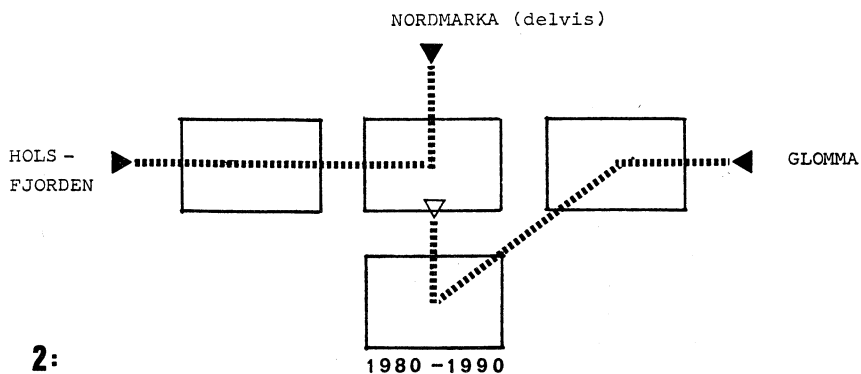 NORDMARKA (delvis)
HOLS-
FJORDEN
GLOMMA
2:
1980-1990